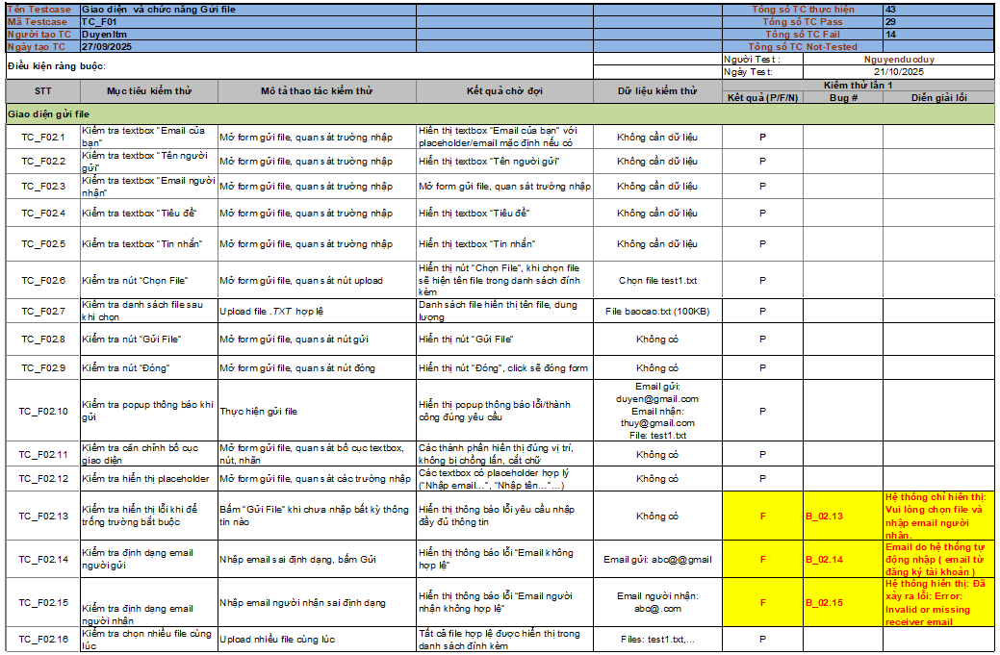 Tên Testcase Giao diện và chức năng Gửi file Tổng số TC thực hiện 43
Mã Testcase TC_F01 Tổng số TC Pass 29
Người tạo TC Duyenltm Tổng số TC Fail 14
Ngày tạo TC 27/09/2025 Tổng số TC Not-Tested
Điều kiện ràng buộc:
Người Test : Nguyenducduy
Ngày Test: 21/10/2025
STT Mục tiêu kiểm thử Mô tả thao tác kiểm thử Kết quả chờ đợi Dữ liệu kiểm thử Kiểm thử lần 1
Kết quả (P/F/N) Bug # Diễn giải lỗi
Giao diện gửi file
TC_F02.1 Kiểm tra textbox “Email của bạn” Mở form gửi file, quan sát trường nhập Hiển thị textbox “Email của bạn” với placeholder/email mặc định nếu có Không cần dữ liệu P
TC_F02.2 Kiểm tra textbox “Tên người gửi” Mở form gửi file, quan sát trường nhập Hiển thị textbox “Tên người gửi” Không cần dữ liệu P
TC_F02.3 Kiểm tra textbox “Email người nhận” Mở form gửi file, quan sát trường nhập Mở form gửi file, quan sát trường nhập Không cần dữ liệu P
TC_F02.4 Kiểm tra textbox “Tiêu đề” Mở form gửi file, quan sát trường nhập Hiển thị textbox “Tiêu đề” Không cần dữ liệu P
TC_F02.5 Kiểm tra textbox “Tin nhắn” Mở form gửi file, quan sát trường nhập Hiển thị textbox “Tin nhắn” Không cần dữ liệu P
TC_F02.6 Kiểm tra nút “Chọn File” Mở form gửi file, quan sát nút upload Hiển thị nút “Chọn File”, khi chọn file sẽ hiện tên file trong danh sách đính kèm Chọn file test1.txt P
TC_F02.7 Kiểm tra danh sách file sau khi chọn Upload file .TXT hợp lệ Danh sách file hiển thị tên file, dung lượng File baocao.txt (100KB) P
TC_F02.8 Kiểm tra nút “Gửi File” Mở form gửi file, quan sát nút gửi Hiển thị nút “Gửi File” Không có P
TC_F02.9 Kiểm tra nút “Đóng” Mở form gửi file, quan sát nút đóng Hiển thị nút “Đóng”, click sẽ đóng form Không có P
TC_F02.10 Kiểm tra popup thông báo khi gửi Thực hiện gửi file Hiển thị popup thông báo lỗi/thành công đúng yêu cầu Email gửi: duyen@gmail.com Email nhận: thuy@gmail.com File: test1.txt P
TC_F02.11 Kiểm tra căn chỉnh bố cục giao diện Mở form gửi file, quan sát bố cục textbox, nút, nhãn Các thành phần hiển thị đúng vị trí, không bị chồng lấn, cắt chữ Không có P
TC_F02.12 Kiểm tra hiển thị placeholder Mở form gửi file, quan sát các trường nhập Các textbox có placeholder hợp lý (“Nhập email...”, “Nhập tên...”...) Không có P
TC_F02.13 Kiểm tra hiển thị lỗi khi để trống trường bắt buộc Bấm “Gửi File” khi chưa nhập bất kỳ thông tin nào Hiển thị thông báo lỗi yêu cầu nhập đầy đủ thông tin Không có F B_02.13 Hệ thống chỉ hiển thị: Vui lòng chọn file và nhập email người nhận.
TC_F02.14 Kiểm tra định dạng email người gửi Nhập email sai định dạng, bấm Gửi Hiển thị thông báo lỗi “Email không hợp lệ” Email gửi: abc@@gmail F B_02.14 Email do hệ thống tự động nhập ( email từ đăng ký tài khoản )
TC_F02.15 Kiểm tra định dạng email người nhận Nhập email người nhận sai định dạng Hiển thị thông báo lỗi “Email người nhận không hợp lệ” Email người nhận: abc@.com F B_02.15 Hệ thống hiển thị: Đã xảy ra lỗi: Error: Invalid or missing receiver email
TC_F02.16 Kiểm tra chọn nhiều file cùng lúc Upload nhiều file cùng lúc Tất cả file hợp lệ được hiển thị trong danh sách đính kèm Files: test1.txt,... P